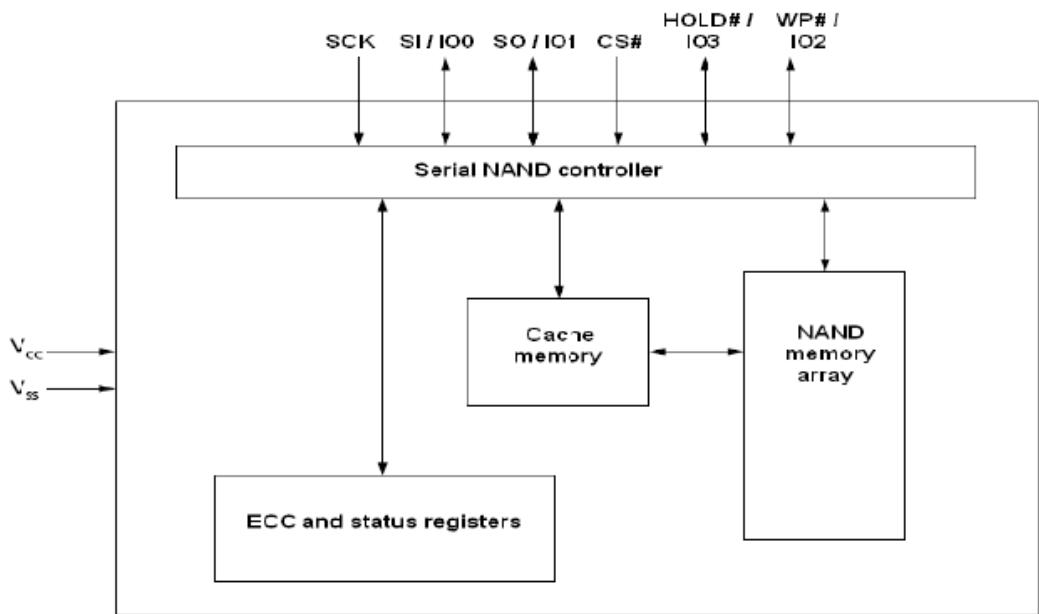 HOLD# / WP# /
SCK SI / IO0 SO / IO1 CS# IO3 IO2
Serial NAND controller
Cache
memory
NAND
memory
array
Vcc
Vss
ECC and status registers